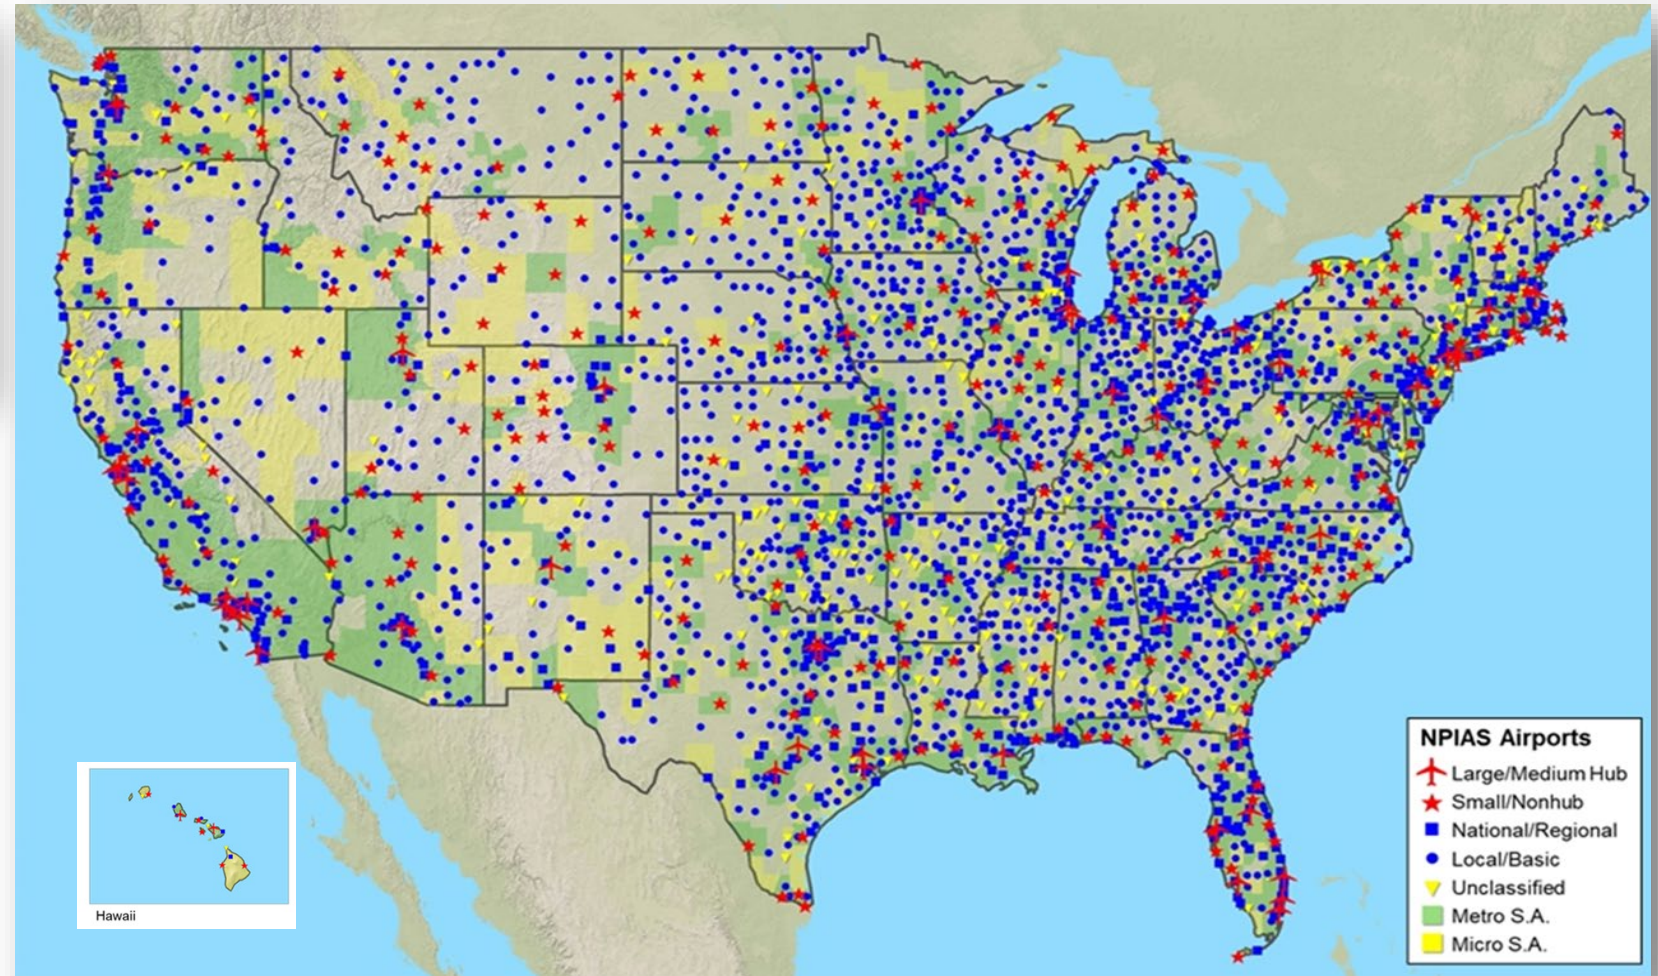 NPIAS Airports
Large/Medium Hub
Small/Nonhub
National/Regional
Local/Basic
Unclassified
Metro S.A.
Micro S.A.
Hawaii